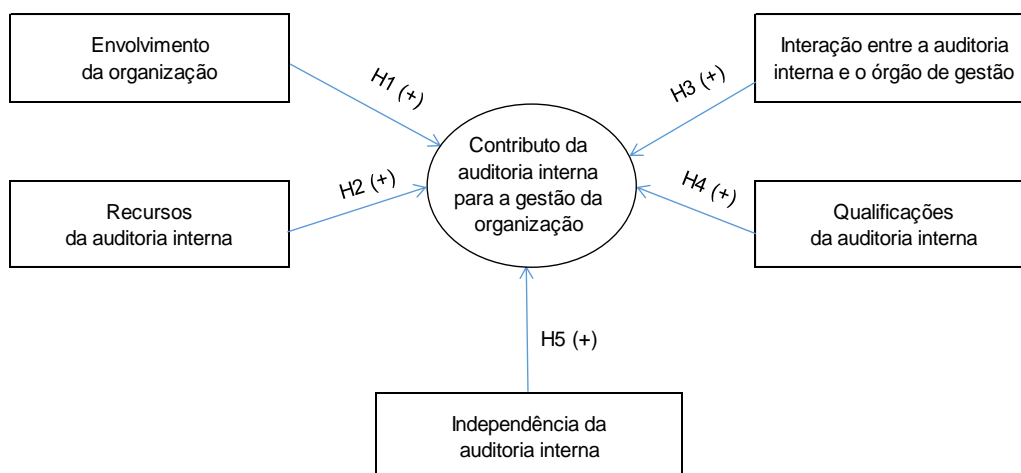 Envolvimento
da organização
H1 (+)
Interação entre a auditoria
interna e o órgão de gestão
H3 (+)
Contributo da
auditoria interna
para a gestão da
organização
Recursos
da auditoria interna
H2 (+)
Qualificações
da auditoria interna
H4 (+)
H5 (+)
Independência da
auditoria interna